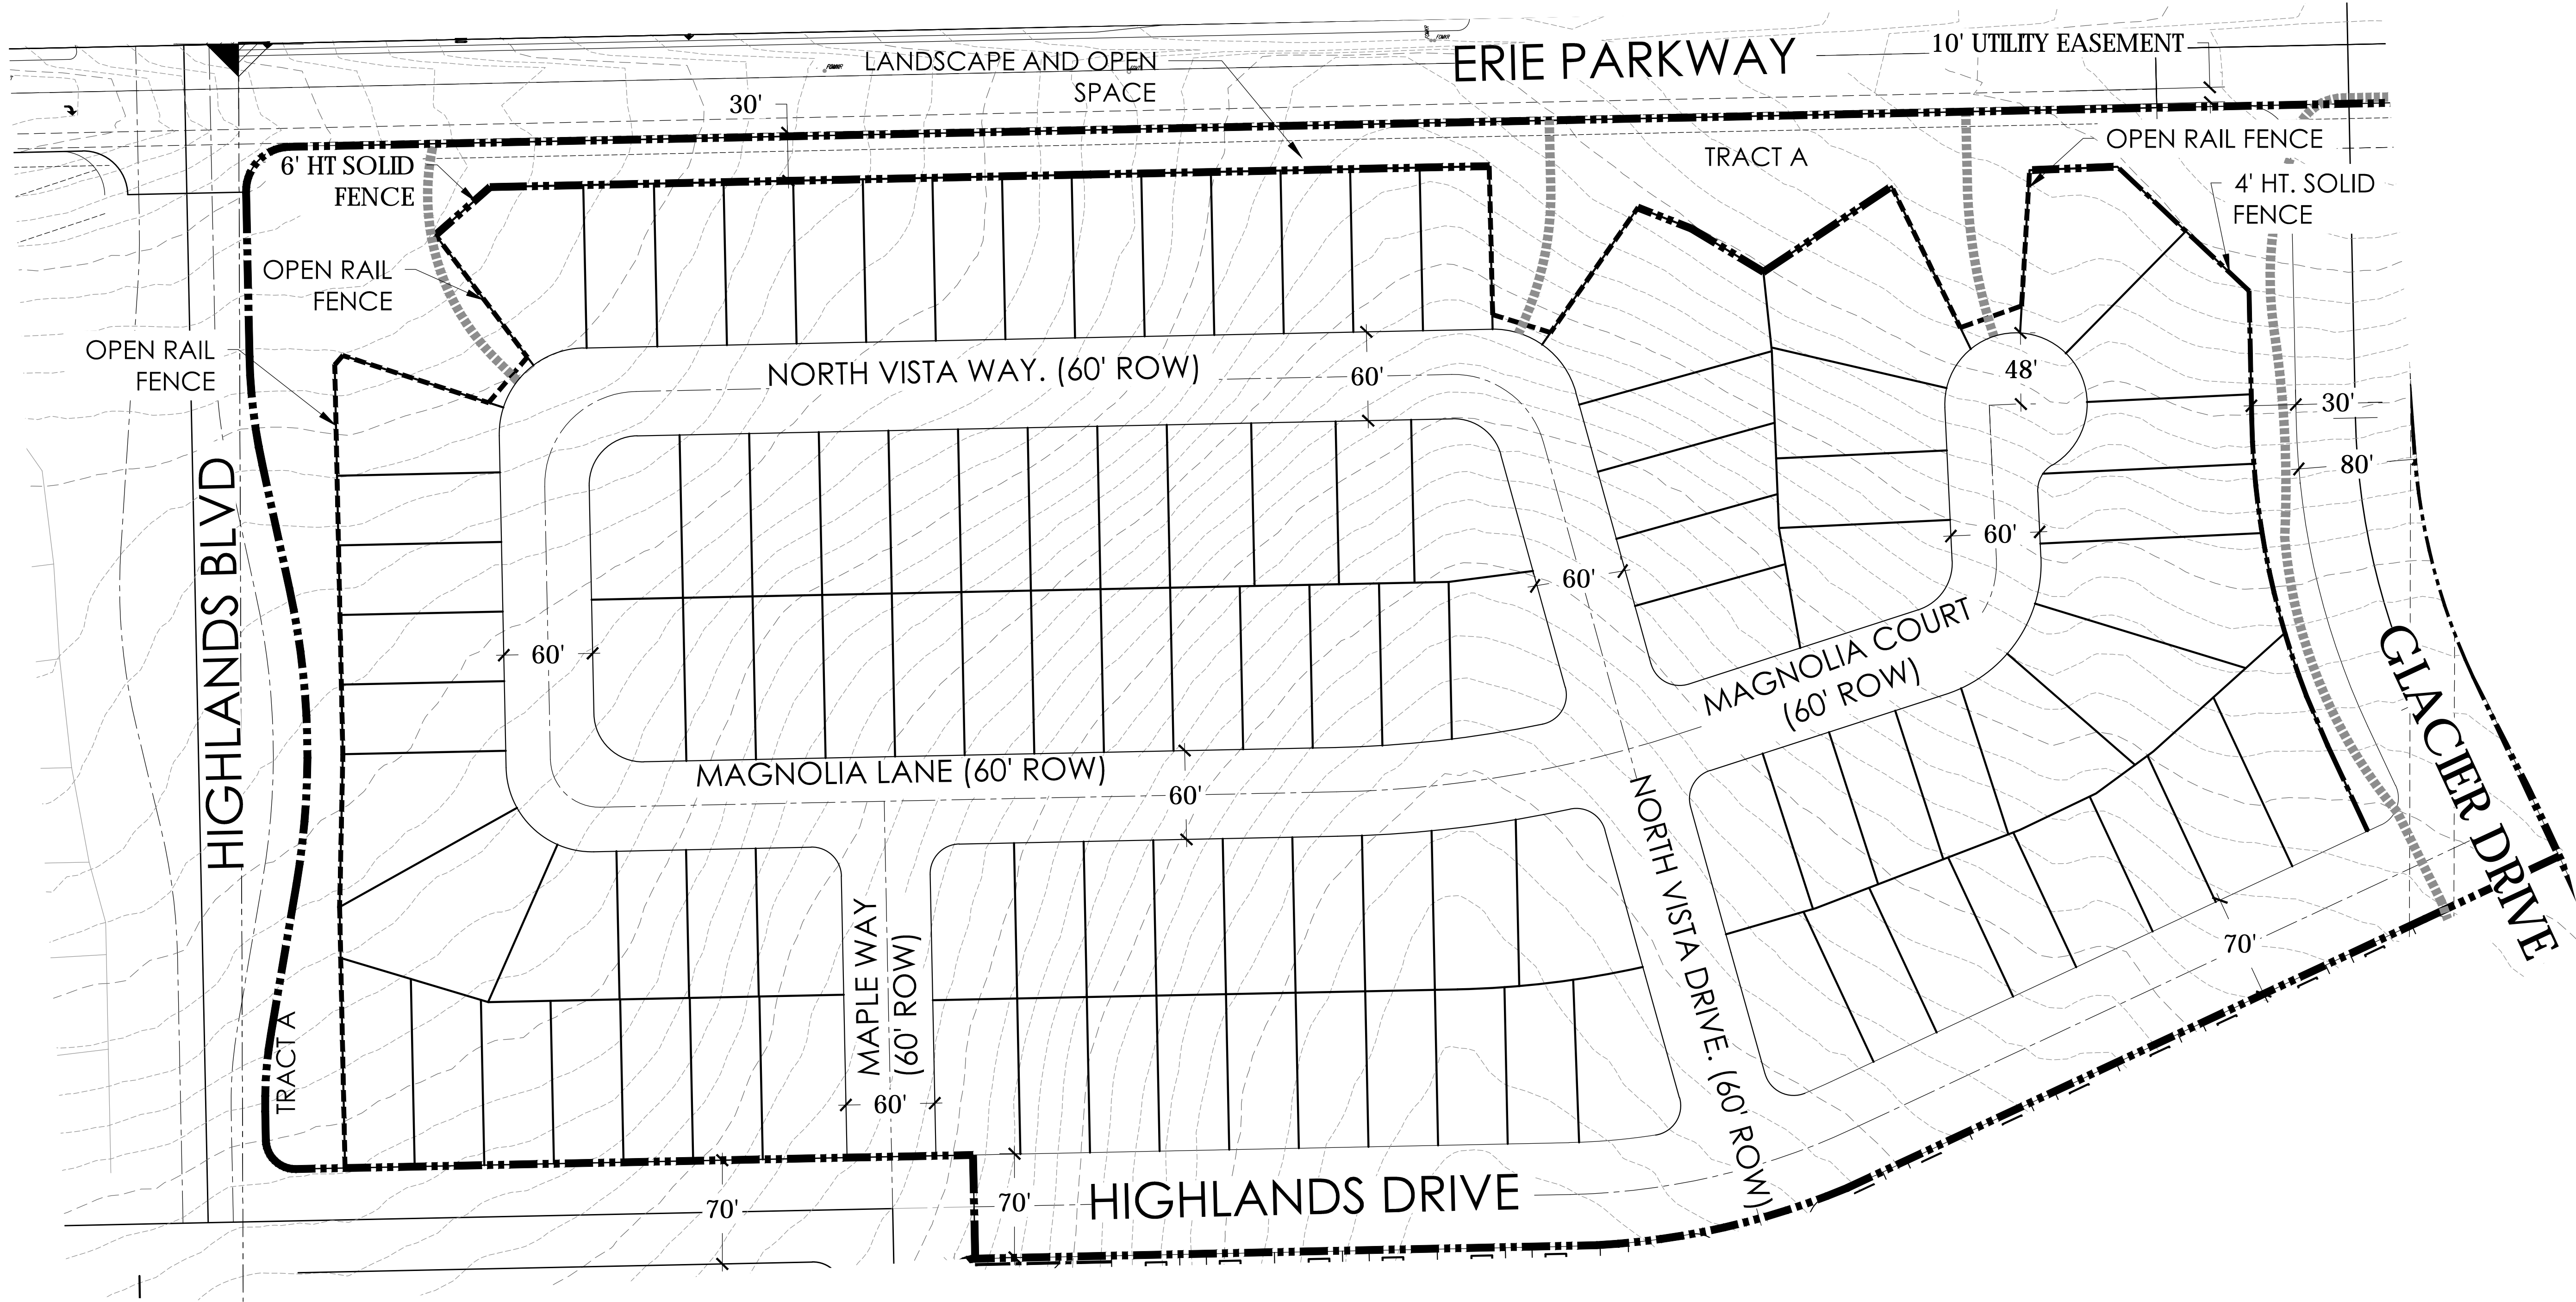 ERIE PARKWAY
10' UTILITY EASEMENT
LANDSCAPE AND OPEN
SPACE
30'
6' HT SOLID
FENCE
TRACT A
OPEN RAIL FENCE
4' HT. SOLID
FENCE
OPEN RAIL
FENCE
OPEN RAIL
FENCE
NORTH VISTA WAY. (60' ROW)
60'
48'
30'
80'
60'
60'
60'
HIGHLANDS BLVD
MAGNOLIA COURT
(60' ROW)
GLACIER DRIVE
MAGNOLIA LANE (60' ROW)
60'
NORTH VISTA DRIVE. (60' ROW)
MAPLE WAY
(60' ROW)
70'
TRACT A
60'
70'
70'
HIGHLANDS DRIVE